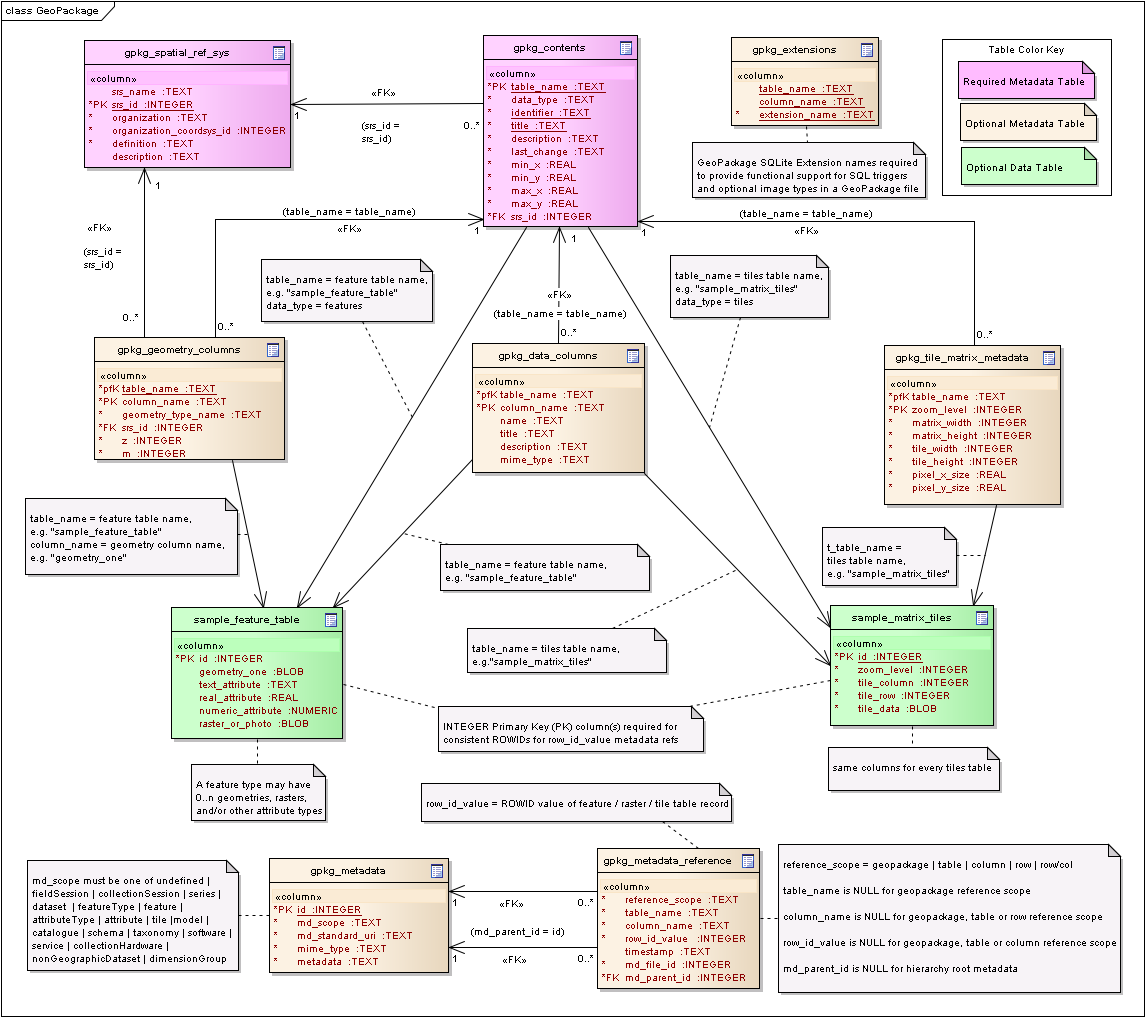 class GeoPackage
gpkg_spatial_ref_sys
«column»
srs_name :TEXT
*PK srs_id :INTEGER
* organization :TEXT
* organization_coordsys_id :INTEGER
* definition :TEXT
description :TEXT
gpkg_contents
«column»
*PK table_name :TEXT
* data_type :TEXT
* identifier :TEXT
* title :TEXT
* description :TEXT
* last_change :TEXT
* min_x :REAL
* min_y :REAL
* max_x :REAL
* max_y :REAL
*FK srs_id :INTEGER
gpkg_extensions
«column»
table_name :TEXT
column_name :TEXT
* extension_name :TEXT
GeoPackage SQLite Extension names required
to provide functional support for SQL triggers
and optional image types in a GeoPackage file
Table Color Key
Required Metadata Table
Optional Metadata Table
Optional Data Table
«FK»
1
0..*
(srs_id =
srs_id)
1
«FK»
(srs_id =
srs_id)
0..*
(table_name = table_name)
«FK»
1
0..*
1
«FK»
(table_name = table_name)
0..*
(table_name = table_name)
«FK»
1
0..*
table_name = feature table name,
e.g. "sample_feature_table"
data_type = features
table_name = tiles table name,
e.g. "sample_matrix_tiles"
data_type = tiles
gpkg_geometry_columns
«column»
*pfK table_name :TEXT
*PK column_name :TEXT
* geometry_type_name :TEXT
*FK srs_id :INTEGER
* z :INTEGER
* m :INTEGER
gpkg_data_columns
«column»
*pfK table_name :TEXT
*PK column_name :TEXT
name :TEXT
title :TEXT
description :TEXT
mime_type :TEXT
gpkg_tile_matrix_metadata
«column»
*pfK table_name :TEXT
*PK zoom_level :INTEGER
* matrix_width :INTEGER
* matrix_height :INTEGER
* tile_width :INTEGER
* tile_height :INTEGER
* pixel_x_size :REAL
* pixel_y_size :REAL
table_name = feature table name,
e.g. "sample_feature_table"
column_name = geometry column name,
e.g. "geometry_one"
table_name = feature table name,
e.g. "sample_feature_table"
t_table_name =
tiles table name,
e.g. "sample_matrix_tiles"
table_name = tiles table name,
e.g."sample_matrix_tiles"
sample_feature_table
«column»
*PK id :INTEGER
geometry_one :BLOB
text_attribute :TEXT
real_attribute :REAL
numeric_attribute :NUMERIC
raster_or_photo :BLOB
sample_matrix_tiles
«column»
*PK id :INTEGER
* zoom_level :INTEGER
* tile_column :INTEGER
* tile_row :INTEGER
* tile_data :BLOB
INTEGER Primary Key (PK) column(s) required for
consistent ROWIDs for row_id_value metadata refs
A feature type may have
0..n geometries, rasters,
and/or other attribute types
same columns for every tiles table
row_id_value = ROWID value of feature / raster / tile table record
md_scope must be one of undefined |
fieldSession | collectionSession | series |
dataset | featureType | feature |
attributeType | attribute | tile |model |
catalogue | schema | taxonomy | software |
service | collectionHardware |
nonGeographicDataset | dimensionGroup
gpkg_metadata
«column»
*PK id :INTEGER
* md_scope :TEXT
* md_standard_uri :TEXT
* mime_type :TEXT
* metadata :TEXT
1
«FK»
0..*
(md_parent_id = id)
1
«FK»
0..*
gpkg_metadata_reference
«column»
* reference_scope :TEXT
* table_name :TEXT
* column_name :TEXT
* row_id_value :INTEGER
timestamp :TEXT
* md_file_id :INTEGER
*FK md_parent_id :INTEGER
reference_scope = geopackage | table | column | row | row/col
table_name is NULL for geopackage reference scope
column_name is NULL for geopackage, table or row reference scope
row_id_value is NULL for geopackage, table or column reference scope
md_parent_id is NULL for hierarchy root metadata